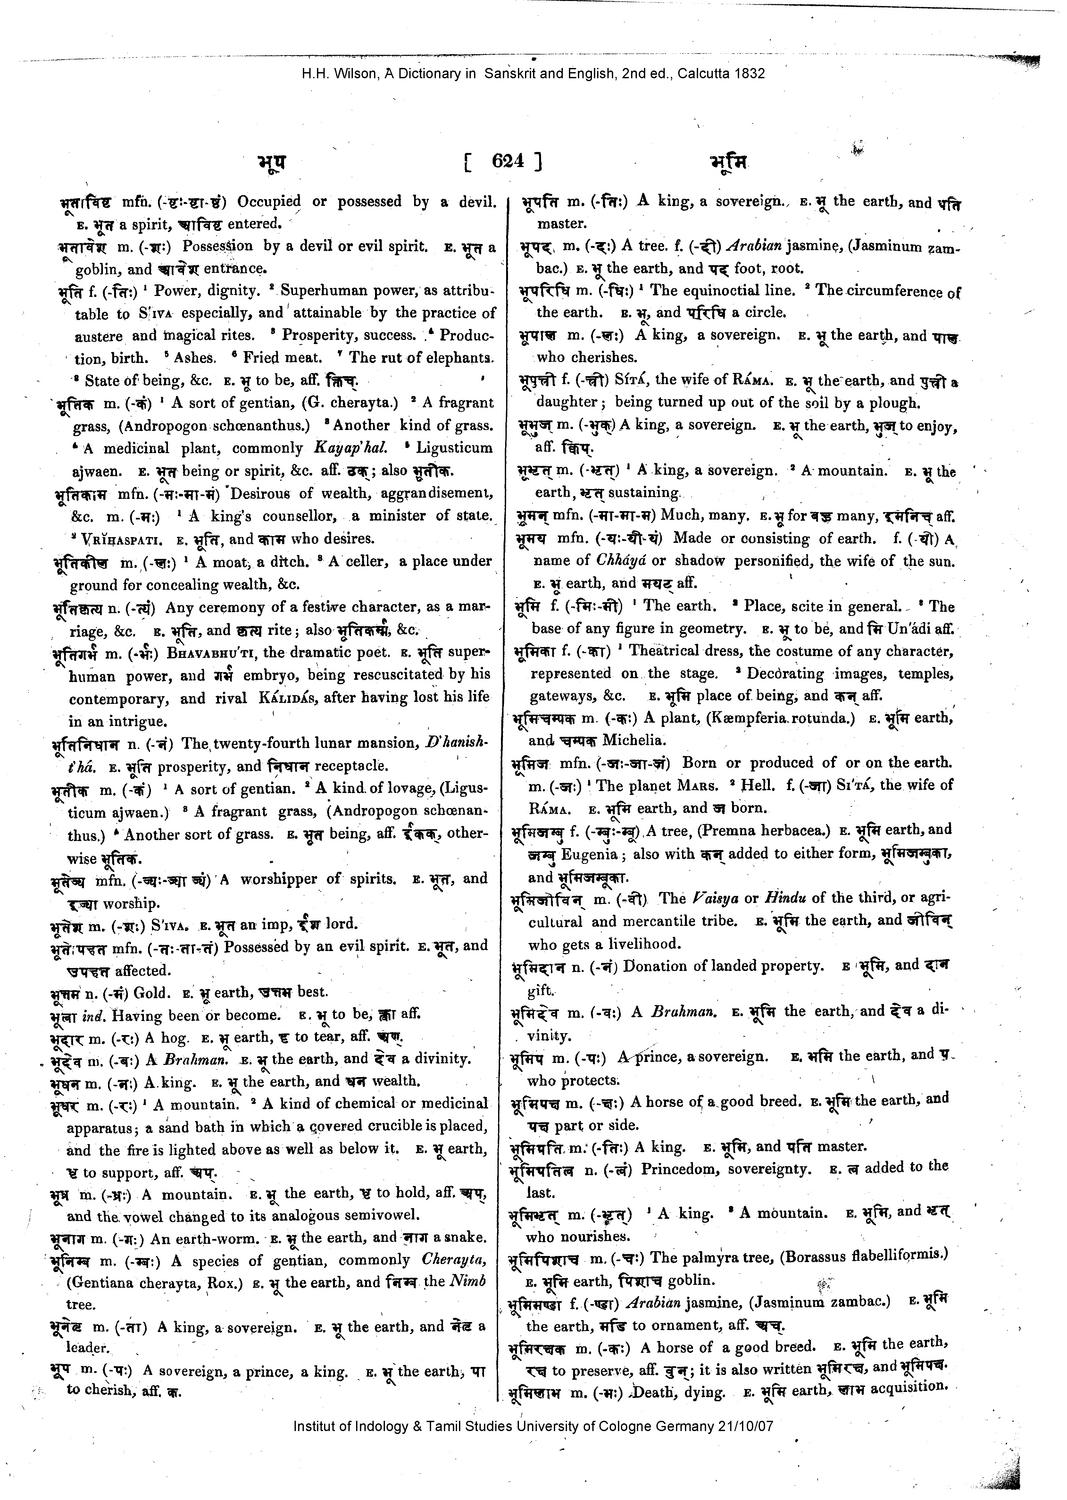 H.H. Wilson, A Dictionary in Sanskrit and English, 2nd ed., Calcutta 1832
भूप [ 624 ] भूमि
भूताविष्ट mfn. (-ष्टः-ष्टा-ष्टं) Occupied or possessed by a devil.
E. भूत a spirit, आविष्ट entered.
भूतावेश m. (-शः) Possession by a devil or evil spirit. E. भूत a
goblin, and आवेश entrance.
भूति f. (-तिः) ¹ Power, dignity. ² Superhuman power, as attribu-
table to S'IVA especially, and attainable by the practice of
austere and magical rites. ³ Prosperity, success. ⁴ Produc-
tion, birth. ⁵ Ashes. ⁶ Fried meat. ⁷ The rut of elephants.
⁸ State of being, &c. E. भू to be, aff. क्तिच्.
भूतिक m. (-कं) ¹ A sort of gentian, (G. cherayta.) ² A fragrant
grass, (Andropogon schœnanthus.) ³ Another kind of grass.
⁴ A medicinal plant, commonly Kayap'hal. ⁵ Ligusticum
ajwaen. E. भूत being or spirit, &c. aff. ठक्; also भूतीक.
भूतिकाम mfn. (-मः-मा-मं) Desirous of wealth, aggrandisement,
&c. m. (-मः) ¹ A king's counsellor, a minister of state.
² VRĬHASPATI. E. भूति, and काम who desires.
भूतिकील m. (-लः) ¹ A moat, a ditch. ² A celler, a place under
ground for concealing wealth, &c.
भूतिकृत्य n. (-त्यं) Any ceremony of a festive character, as a mar-
riage, &c. E. भूति, and कृत्य rite; also भूतिकर्म्म, &c.
भूतिगर्भ m. (-र्भः) BHAVABHU'TI, the dramatic poet. E. भूति super-
human power, and गर्भ embryo, being rescuscitated by his
contemporary, and rival KÁLIDÁS, after having lost his life
in an intrigue.
भूतिनिधान n. (-नं) The twenty-fourth lunar mansion, D'hanish-
t'há. E. भूति prosperity, and निधान receptacle.
भूतीक m. (-कं) ¹ A sort of gentian. ² A kind of lovage, (Ligus-
ticum ajwaen.) ³ A fragrant grass, (Andropogon schœnan-
thus.) ⁴ Another sort of grass. E. भूत being, aff. ईकक्, other-
wise भूतिक.
भूतेज्य mfn. (-ज्यः-ज्या ज्यं) A worshipper of spirits. E. भूत, and
इज्या worship.
भूतेश m. (-शः) S'IVA. E. भूत an imp, ईश lord.
भूतोपहत mfn. (-तः-ता-तं) Possessed by an evil spirit. E. भूत, and
उपहत affected.
भूत्तम n. (-मं) Gold. E. भू earth, उत्तम best.
भूत्वा ind. Having been or become. E. भू to be, क्त्वा aff.
भूदार m. (-रः) A hog. E. भू earth, दृ to tear, aff. अण्.
भूदेव m. (-वः) A Brahman. E. भू the earth, and देव a divinity.
भूधन m. (-नः) A king. E. भू the earth, and धन wealth.
भूधर m. (-रः) ¹ A mountain. ² A kind of chemical or medicinal
apparatus; a sand bath in which a covered crucible is placed,
and the fire is lighted above as well as below it. E. भू earth,
धृ to support, aff. अप्.
भूध्र m. (-ध्रः) A mountain. E. भू the earth, धृ to hold, aff. अप्,
and the vowel changed to its analogous semivowel.
भूनाग m. (-गः) An earth-worm. E. भू the earth, and नाग a snake.
भूनिम्ब m. (-म्बः) A species of gentian, commonly Cherayta,
(Gentiana cherayta, Rox.) E. भू the earth, and निम्ब the Nimb
tree.
भूनेतृ m. (-ता) A king, a sovereign. E. भू the earth, and नेतृ a
leader.
भूप m. (-पः) A sovereign, a prince, a king. E. भू the earth, पा
to cherish, aff. क.
भूपति m. (-तिः) A king, a sovereign. E. भू the earth, and पति
master.
भूपद m. (-दः) A tree. f. (-दी) Arabian jasmine, (Jasminum zam-
bac.) E. भू the earth, and पद foot, root.
भूपरिधि m. (-धिः) ¹ The equinoctial line. ² The circumference of
the earth. E. भू, and परिधि a circle.
भूपाल m. (-लः) A king, a sovereign. E. भू the earth, and पाल
who cherishes.
भूपुत्त्री f. (-त्त्री) SÍTÁ, the wife of RÁMA. E. भू the earth, and पुत्त्री a
daughter; being turned up out of the soil by a plough.
भूभुज् m. (-भुक्) A king, a sovereign. E. भू the earth, भुज् to enjoy,
aff. क्विप्.
भूभृत् m. (-भृत्) ¹ A king, a sovereign. ² A mountain. E. भू the
earth, भृत् sustaining.
भूमन् mfn. (-मा-मा-म) Much, many. E. भू for बहु many, इमनिच् aff.
भूमय mfn. (-यः-यी-यं) Made or consisting of earth. f. (-यी) A
name of Chháyá or shadow personified, the wife of the sun.
E. भू earth, and मयट् aff.
भूमि f. (-मिः-मी) ¹ The earth. ² Place, scite in general. ³ The
base of any figure in geometry. E. भू to be, and मि Un'ádi aff.
भूमिका f. (-का) ¹ Theatrical dress, the costume of any character,
represented on the stage. ² Decorating images, temples,
gateways, &c. E. भूमि place of being, and कन् aff.
भूमिचम्पक m. (-कः) A plant, (Kæmpferia rotunda.) E. भूमि earth,
and चम्पक Michelia.
भूमिज mfn. (-जः-जा-जं) Born or produced of or on the earth.
m. (-जः) ¹ The planet MARS. ² Hell. f. (-जा) SI'TÁ, the wife of
RÁMA. E. भूमि earth, and ज born.
भूमिजम्बु f. (-म्बुः-म्बू) A tree, (Premna herbacea.) E. भूमि earth, and
जम्बु Eugenia; also with कन् added to either form, भूमिजम्बुका,
and भूमिजम्बूका.
भूमिजीविन् m. (-वी) The Vaisya or Hindu of the third, or agri-
cultural and mercantile tribe. E. भूमि the earth, and जीविन्
who gets a livelihood.
भूमिदान n. (-नं) Donation of landed property. E भूमि, and दान
gift.
भूमिदेव m. (-वः) A Brahman. E. भूमि the earth, and देव a di-
vinity.
भूमिप m. (-पः) A prince, a sovereign. E. भमि the earth, and प
who protects.
भूमिपच m. (-चः) A horse of a good breed. E. भूमि the earth, and
पच part or side.
भूमिपति m. (-तिः) A king. E. भूमि, and पति master.
भूमिपतित्व n. (-त्वं) Princedom, sovereignty. E. त्व added to the
last.
भूमिभृत् m. (-भृत्) ¹ A king. ² A mountain. E. भूमि, and भृत्
who nourishes.
भूमिपिशाच m. (-चः) The palmyra tree, (Borassus flabelliformis.)
E. भूमि earth, पिशाच goblin.
भूमिमण्डा f. (-ण्डा) Arabian jasmine, (Jasminum zambac.) E. भूमि
the earth, मडि to ornament, aff. अच्.
भूमिरक्षक m. (-कः) A horse of a good breed. E. भूमि the earth,
रक्ष to preserve, aff. वुन्; it is also written भूमिरक्ष, and भूमिपक्ष.
भूमिलाभ m. (-भः) Death, dying. E. भूमि earth, लाभ acquisition.
Institut of Indology & Tamil Studies University of Cologne Germany 21/10/07